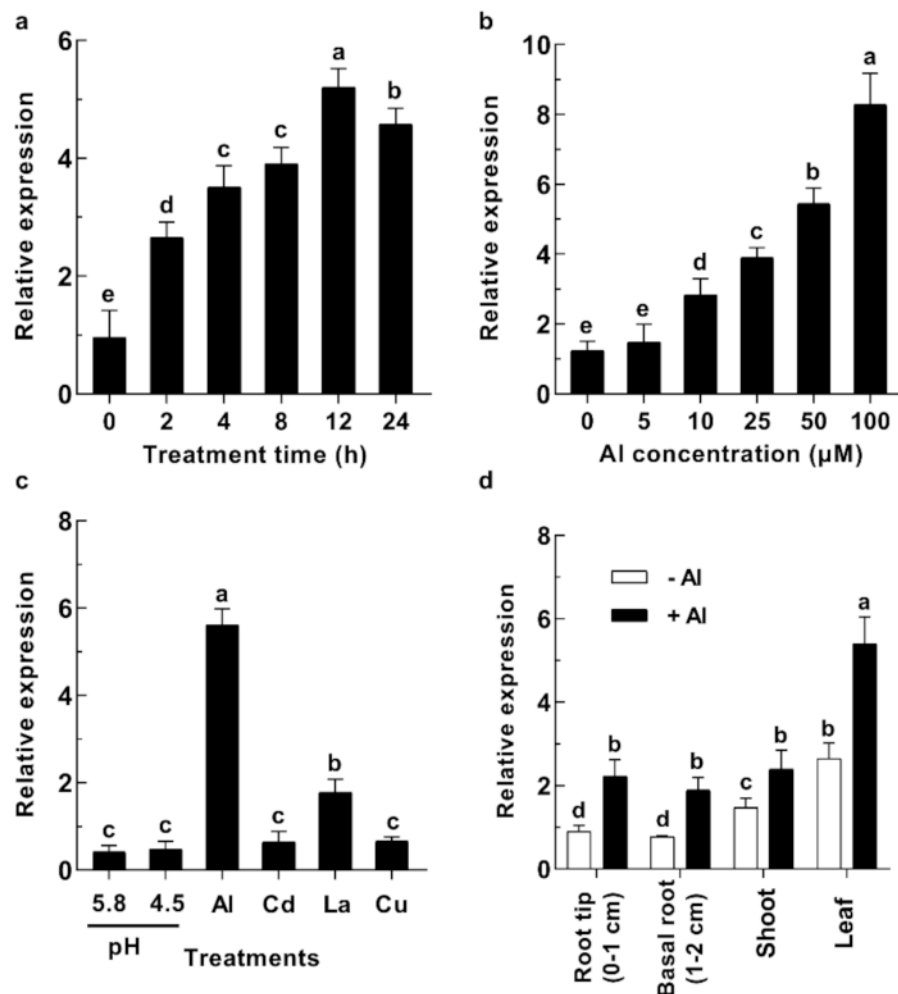 a
Relative expression
6
4
2
0
e
d
c
c
a
b
0 2 4 8 12 24
Treatment time (h)
b
Relative expression
10
8
6
4
2
0
e
e
d
c
b
a
0 5 10 25 50 100
Al concentration (μM)
c
Relative expression
8
6
4
2
0
c
c
a
c
b
c
5.8 4.5 Al Cd La Cu
pH
Treatments
d
Relative expression
8
6
4
2
0
- Al
+ Al
d
b
d
b
c
b
b
a
Root tip
(0-1 cm)
Basal root
(1-2 cm)
Shoot
Leaf